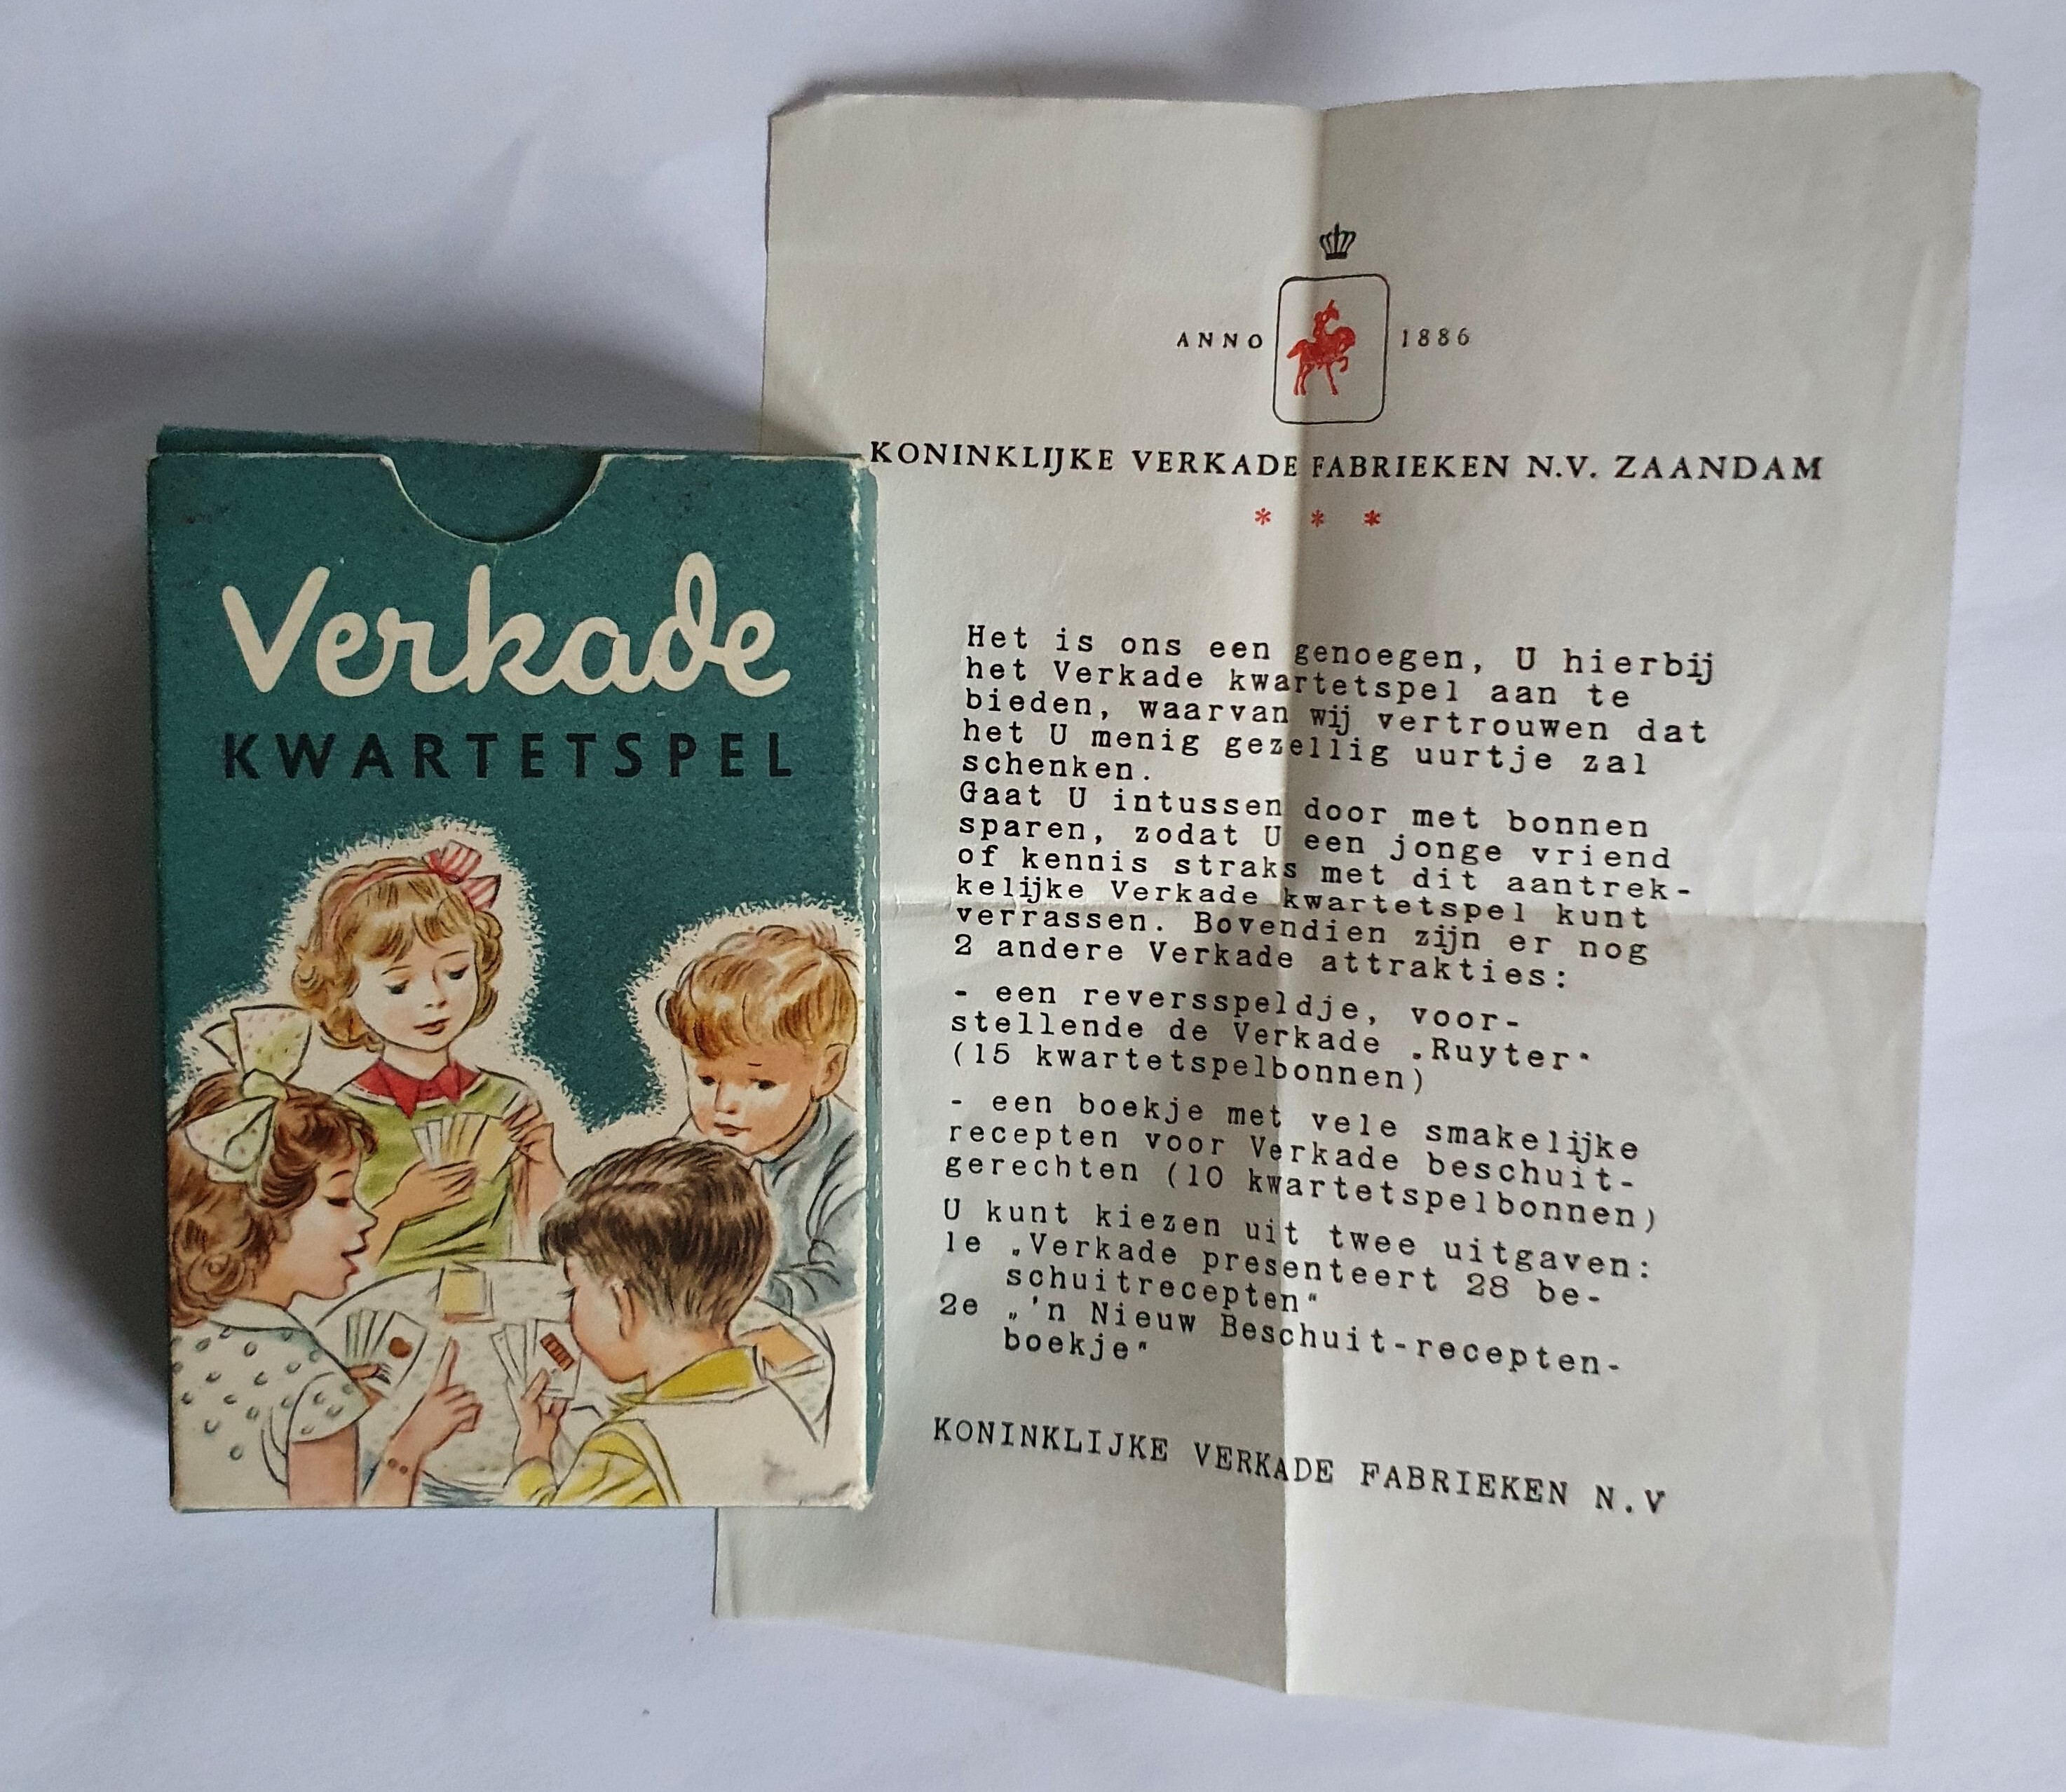 Verkade
KWARTETSPEL
ANNO 1886
KONINKLIJKE VERKADE FABRIEKEN N.V. ZAANDAM
* * *
Het is ons een genoegen, U hierbij
het Verkade kwartetspel aan te
bieden, waarvan wij vertrouwen dat
het U menig gezellig uurtje zal
schenken.
Gaat U intussen door met bonnen
sparen, zodat U een jonge vriend
of kennis straks met dit aantrek-
kelijke Verkade kwartetspel kunt
verrassen. Bovendien zijn er nog
2 andere Verkade attrakties:
- een reversspeldje, voor-
stellende de Verkade „Ruyter"
(15 kwartetspelbonnen)
- een boekje met vele smakelijke
recepten voor Verkade beschuit-
gerechten (10 kwartetspelbonnen)
U kunt kiezen uit twee uitgaven:
1e „Verkade presenteert 28 be-
schuitrecepten"
2e „'n Nieuw Beschuit-recepten-
boekje"
KONINKLIJKE VERKADE FABRIEKEN N.V